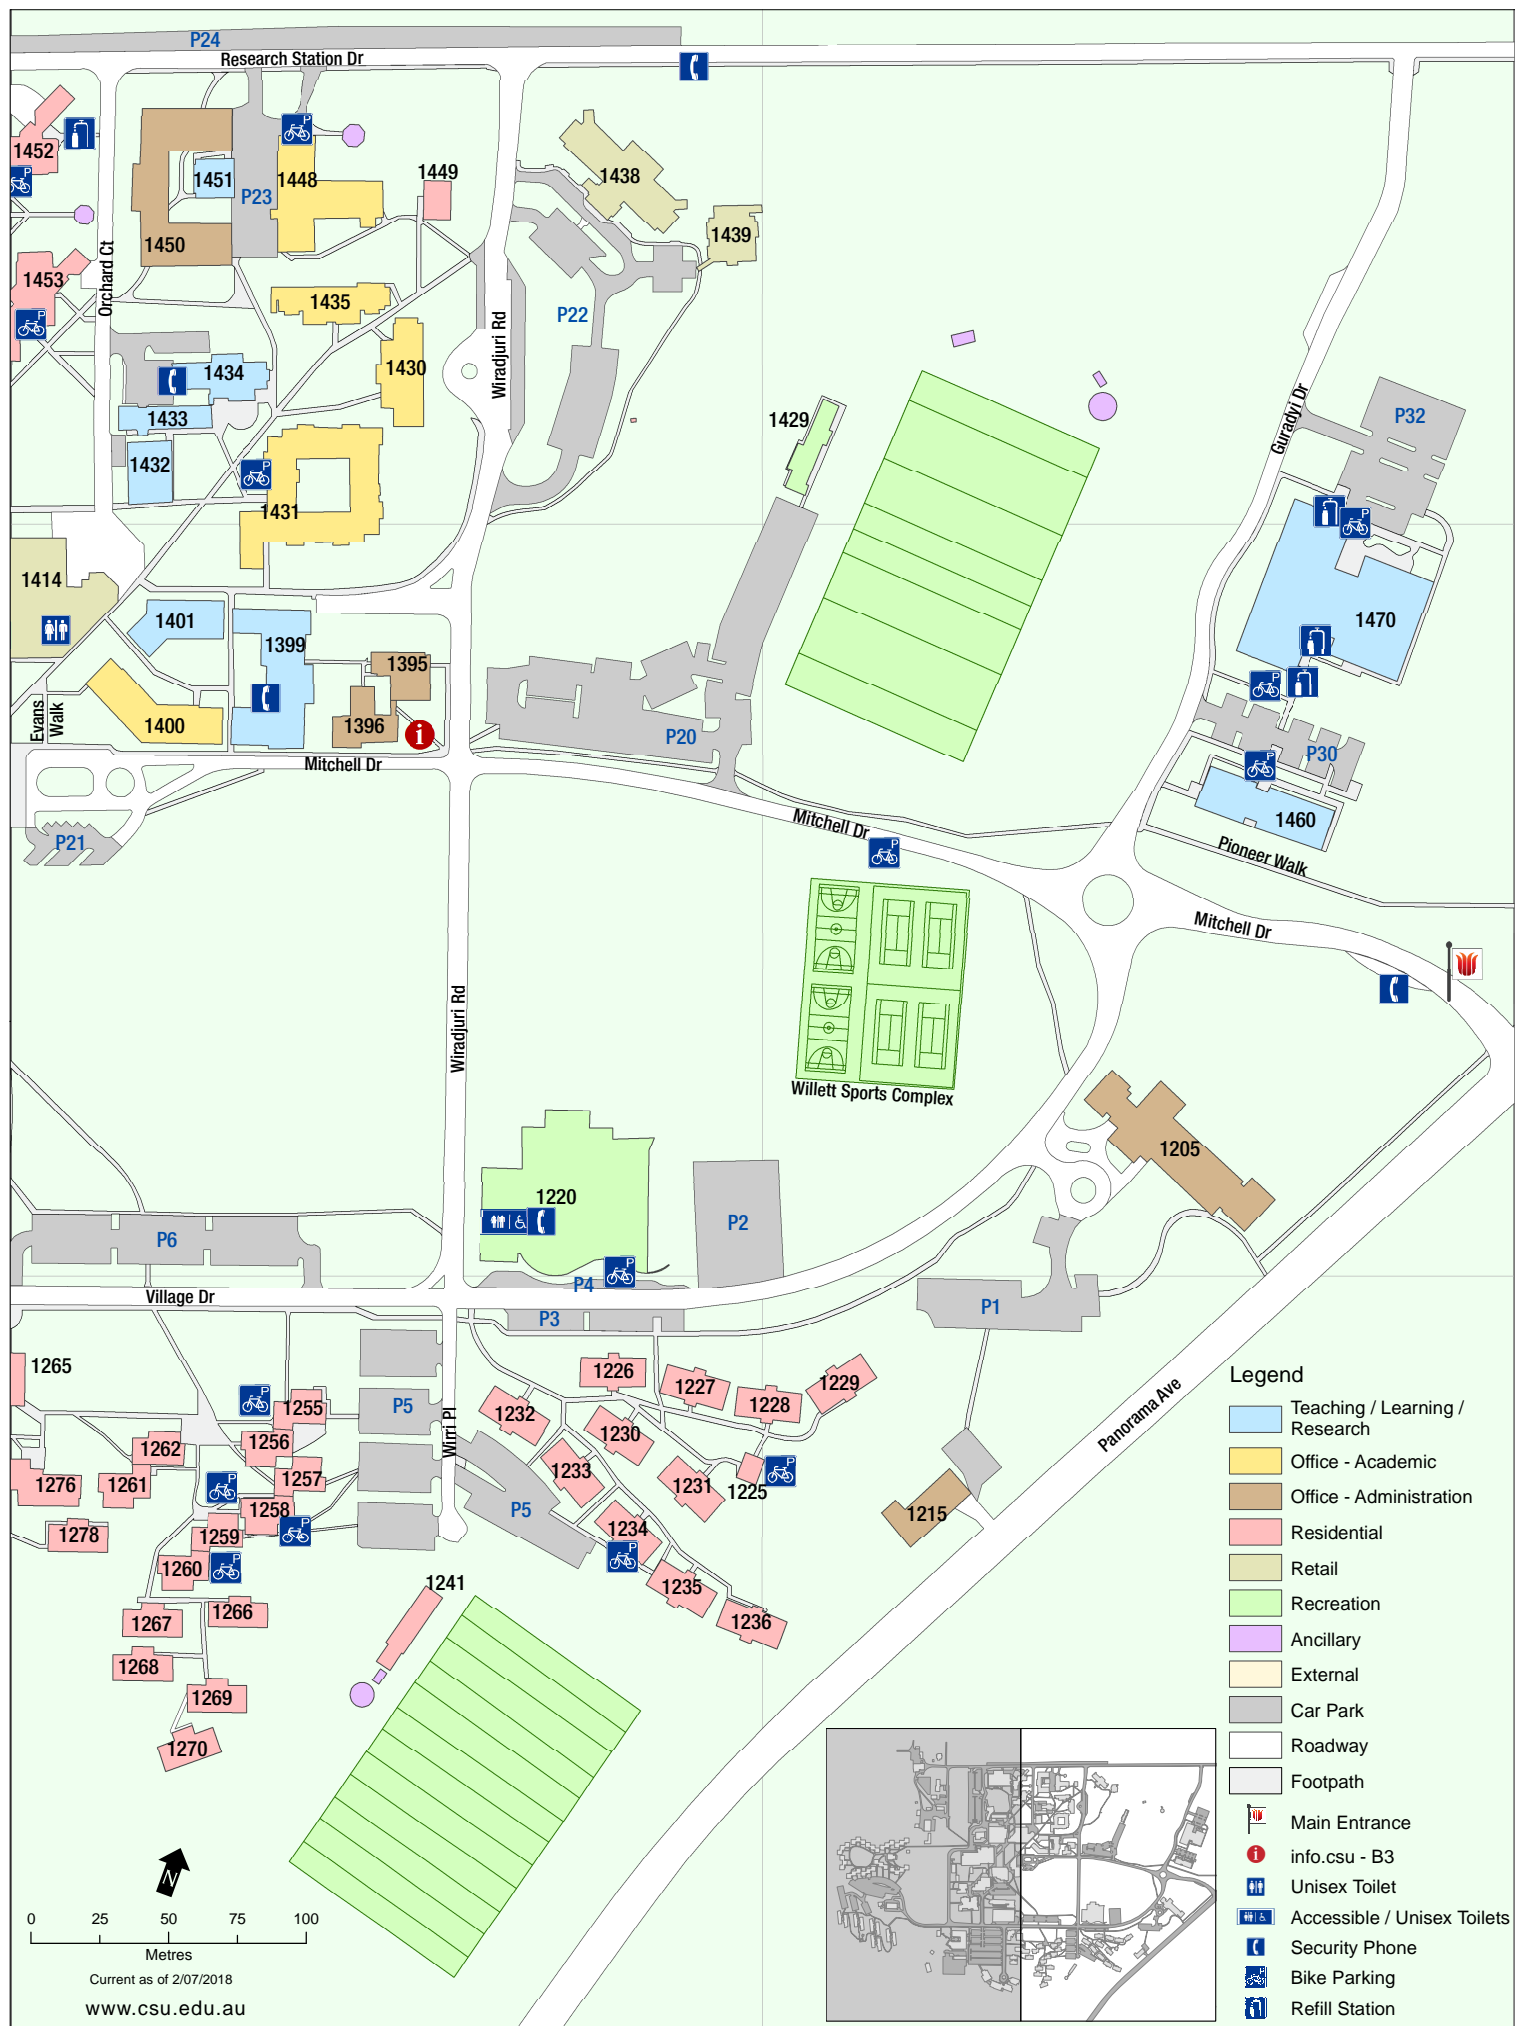 P24
Research Station Dr
P
1452
1451
1448
1449
P23
1438
1439
1450
Orchard Ct
1453
P
1435
P22
Wiradjuri Rd
1430
1434
1433
1432
P
1431
1429
Guradyi Dr
P32
P
1470
1414
1401
1399
1395
1400
1396
i
Evans
Walk
Mitchell Dr
P20
P
P30
P
1460
Pioneer Walk
P21
Mitchell Dr
P
Mitchell Dr
Wiradjuri Rd
Willett Sports Complex
1205
1220
P2
P6
P
P4
Village Dr
P3
P1
1265
1226
1227
1228
1229
P
1255
P5
Wirri Pl
1232
1230
1256
1262
1233
1231
1225
P
1276
1261
P
1257
1258
P
P5
1234
P
1215
Panorama Ave
1278
1259
1260
P
1235
1236
1241
1267
1266
1268
1269
1270
Legend
Teaching / Learning /
Research
Office - Academic
Office - Administration
Residential
Retail
Recreation
Ancillary
External
Car Park
Roadway
Footpath
Main Entrance
info.csu - B3
Unisex Toilet
Accessible / Unisex Toilets
Security Phone
Bike Parking
Refill Station
N
0 25 50 75 100
Metres
Current as of 2/07/2018
www.csu.edu.au